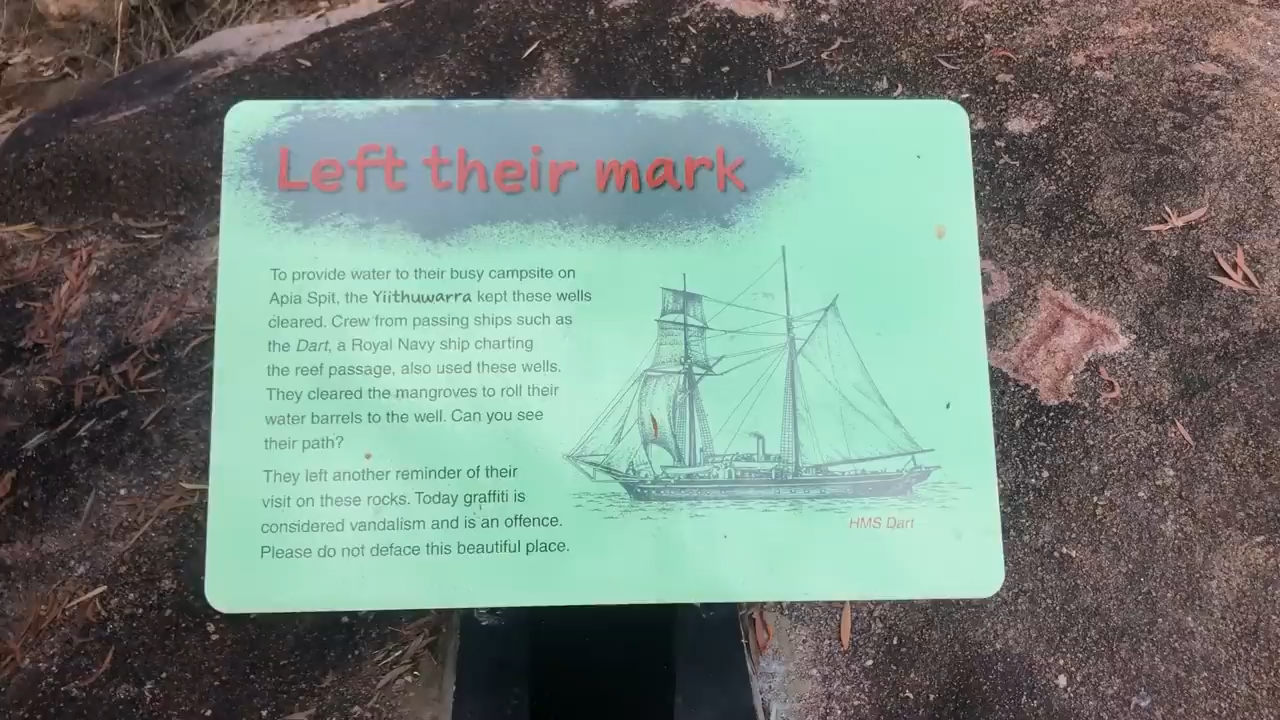 Left their mark
To provide water to their busy campsite on
Apia Spit, the Yiithuwarra kept these wells
cleared. Crew from passing ships such as
the Dart, a Royal Navy ship charting
the reef passage, also used these wells.
They cleared the mangroves to roll their
water barrels to the well. Can you see
their path?
They left another reminder of their
visit on these rocks. Today graffiti is
considered vandalism and is an offence.
Please do not deface this beautiful place.
HMS Dart